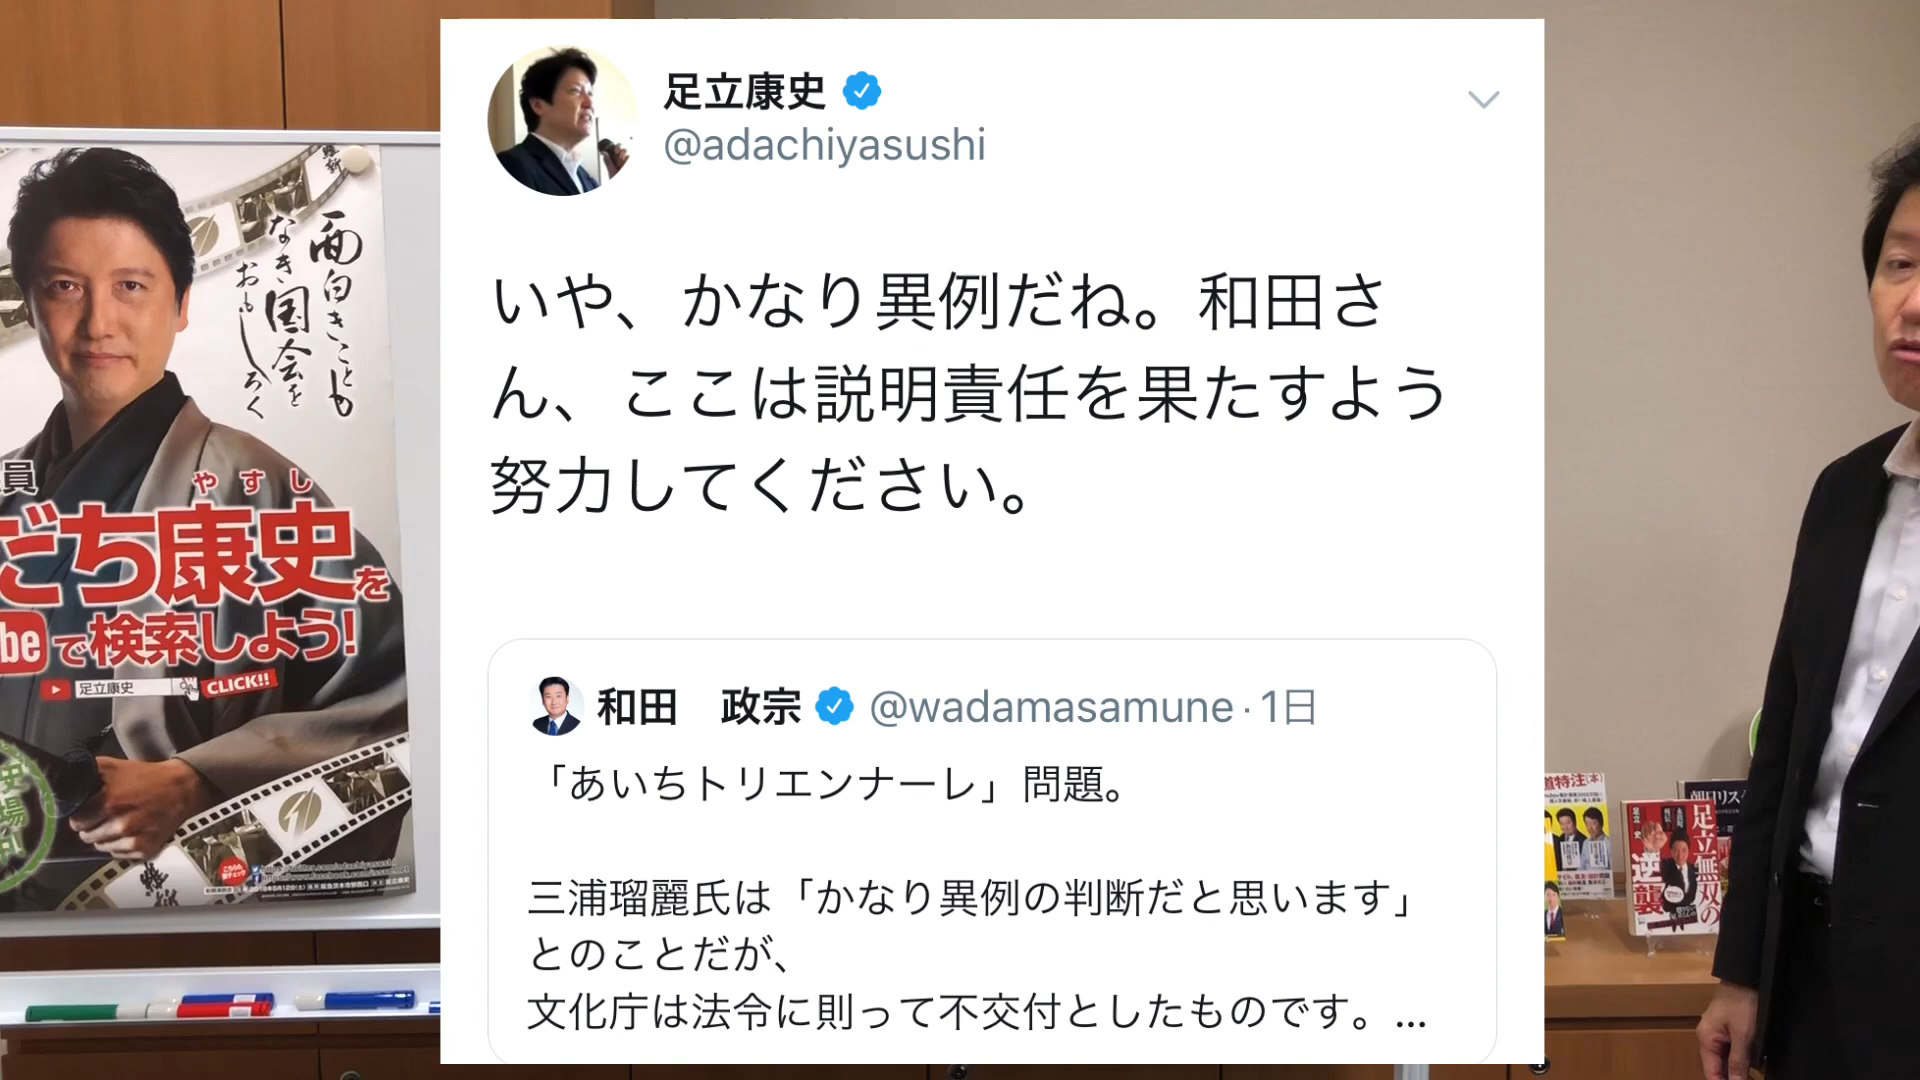 足立康史
@adachiyasushi
いや、かなり異例だね。和田さ
ん、ここは説明責任を果たすよう
努力してください。
和田　政宗 @wadamasamune · 1日
「あいちトリエンナーレ」問題。
三浦瑠麗氏は「かなり異例の判断だと思います」
とのことだが、
文化庁は法令に則って不交付としたものです。...
維新
面白きことも
なき国会を
おもしろく
員
やすし
だち康史を
beで検索しよう!
足立康史
CLICK!!
足立無双の
逆襲